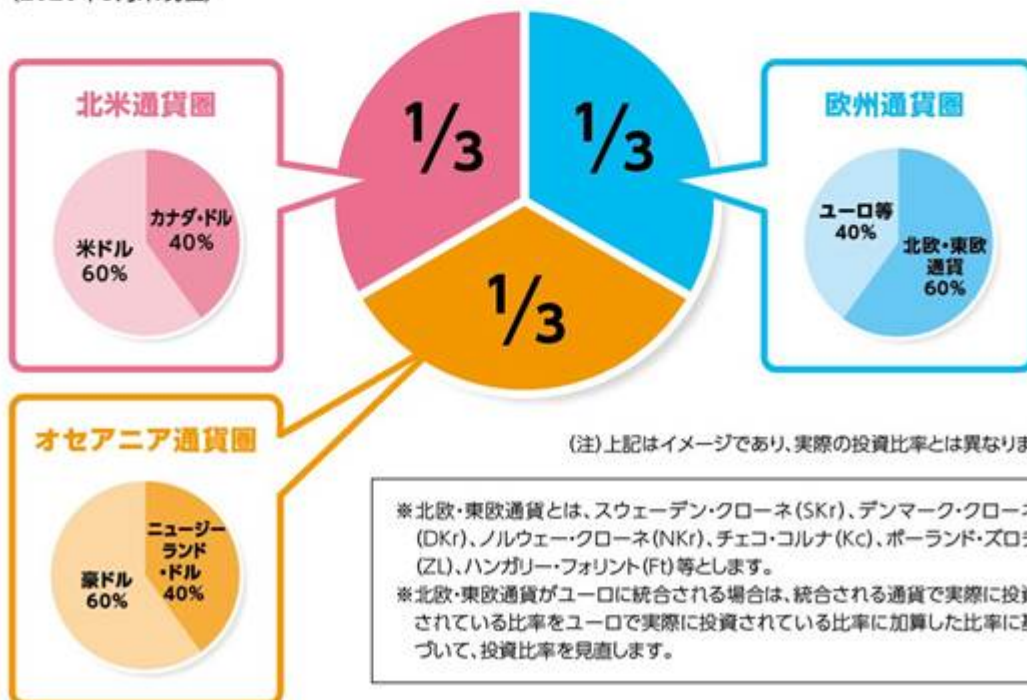 北米通貨圏
カナダ・ドル
40%
米ドル
60%
1/3
1/3
1/3
欧州通貨圏
ユーロ等
40%
北欧・東欧
通貨
60%
オセアニア通貨圏
ニュージー
ランド
・ドル
40%
豪ドル
60%
(注)上記はイメージであり、実際の投資比率とは異なりま
※北欧・東欧通貨とは、スウェーデン・クローネ(SKr)、デンマーク・クローネ
(DKr)、ノルウェー・クローネ(NKr)、チェコ・コルナ(Kc)、ポーランド・ズロチ
(ZL)、ハンガリー・フォリント(Ft)等とします。
※北欧・東欧通貨がユーロに統合される場合は、統合される通貨で実際に投資
されている比率をユーロで実際に投資されている比率に加算した比率に基
づいて、投資比率を見直します。